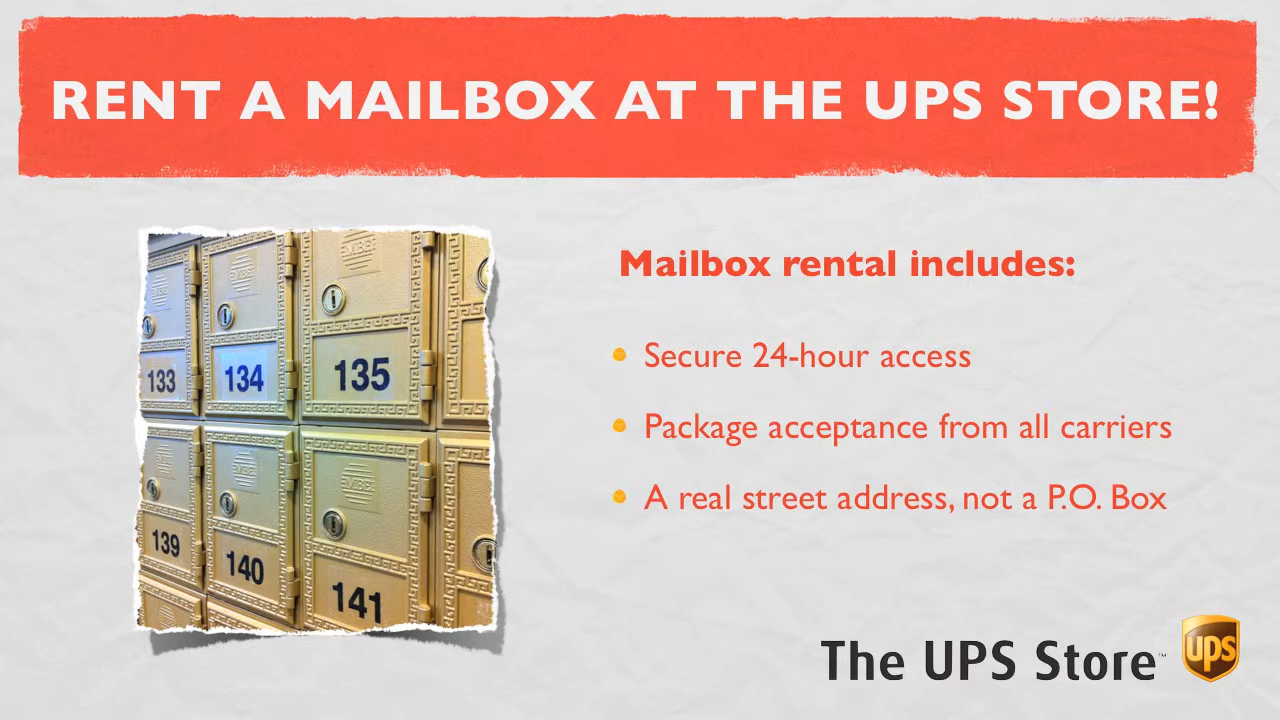 RENT A MAILBOX AT THE UPS STORE!
Mailbox rental includes:
Secure 24-hour access
Package acceptance from all carriers
A real street address, not a P.O. Box
133
134
135
139
140
141
The UPS Store™
ups